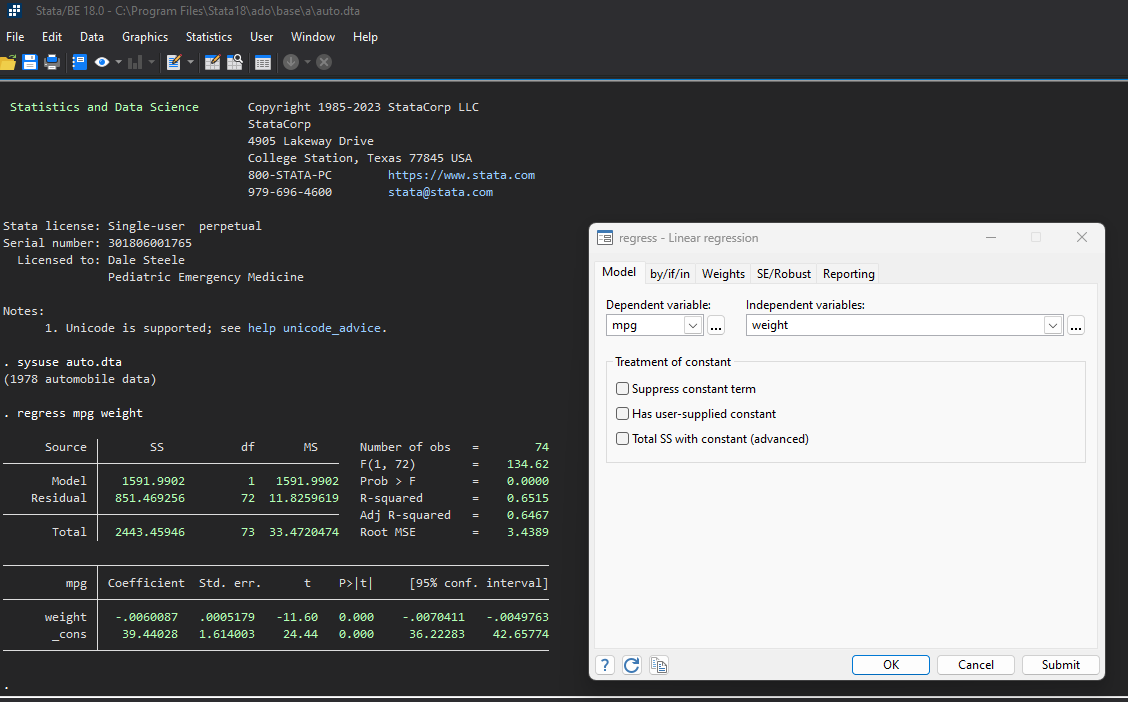 Stata/BE 18.0 - C:\Program Files\Stata18\ado\base\a\auto.dta
File Edit Data Graphics Statistics User Window Help
Statistics and Data Science Copyright 1985-2023 StataCorp LLC
StataCorp
4905 Lakeway Drive
College Station, Texas 77845 USA
800-STATA-PC https://www.stata.com
979-696-4600 stata@stata.com
Stata license: Single-user perpetual
Serial number: 301806001765
Licensed to: Dale Steele
Pediatric Emergency Medicine
Notes:
1. Unicode is supported; see help unicode_advice.
. sysuse auto.dta
(1978 automobile data)
. regress mpg weight
Source SS df MS Number of obs = 74
F(1, 72) = 134.62
Model 1591.9902 1 1591.9902 Prob > F = 0.0000
Residual 851.469256 72 11.8259619 R-squared = 0.6515
Adj R-squared = 0.6467
Total 2443.45946 73 33.4720474 Root MSE = 3.4389
mpg Coefficient Std. err. t P>|t| [95% conf. interval]
weight -.0060087 .0005179 -11.60 0.000 -.0070411 -.0049763
_cons 39.44028 1.614003 24.44 0.000 36.22283 42.65774
.
regress - Linear regression
Model by/if/in Weights SE/Robust Reporting
Dependent variable: Independent variables:
mpg ... weight ...
Treatment of constant
Suppress constant term
Has user-supplied constant
Total SS with constant (advanced)
? OK Cancel Submit